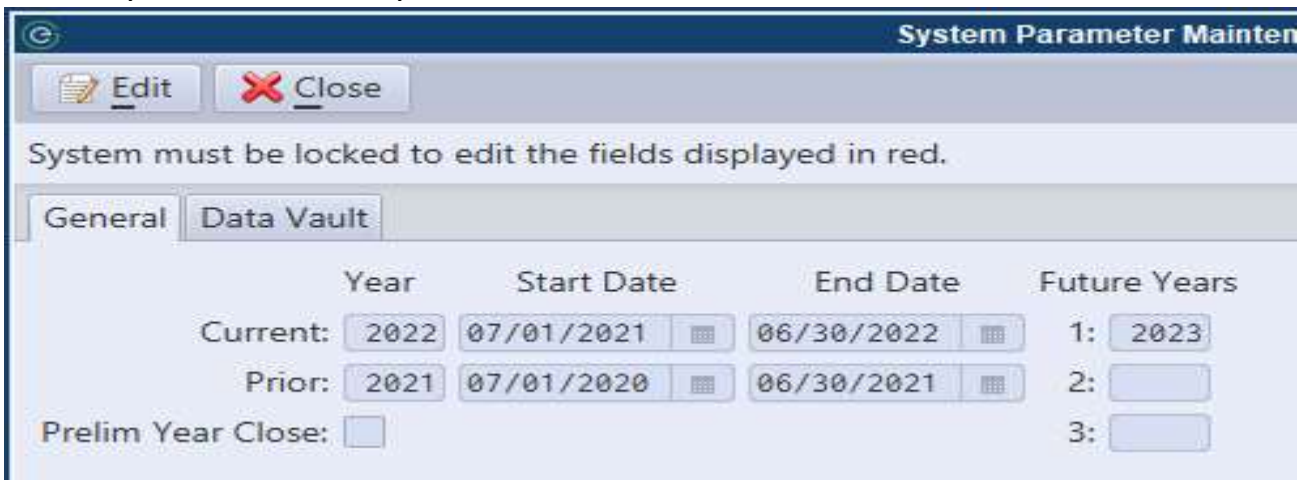 System Parameter Mainten
Edit Close
System must be locked to edit the fields displayed in red.
General Data Vault
Year Start Date End Date Future Years
Current: 2022 07/01/2021 06/30/2022 1: 2023
Prior: 2021 07/01/2020 06/30/2021 2:
Prelim Year Close: 3: